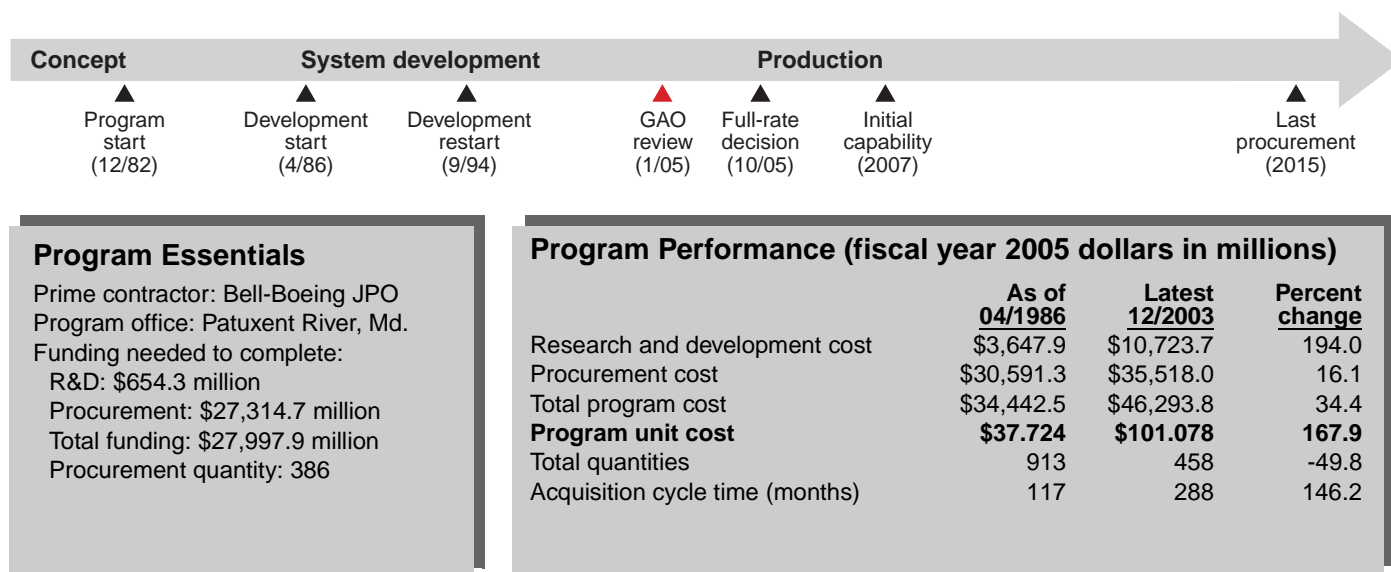 Concept System development Production
Program start (12/82)
Development start (4/86)
Development restart (9/94)
GAO review (1/05)
Full-rate decision (10/05)
Initial capability (2007)
Last procurement (2015)
Program Essentials
Prime contractor: Bell-Boeing JPO
Program office: Patuxent River, Md.
Funding needed to complete:
R&D: $654.3 million
Procurement: $27,314.7 million
Total funding: $27,997.9 million
Procurement quantity: 386
Program Performance (fiscal year 2005 dollars in millions)
As of Latest Percent
04/1986 12/2003 change
Research and development cost $3,647.9 $10,723.7 194.0
Procurement cost $30,591.3 $35,518.0 16.1
Total program cost $34,442.5 $46,293.8 34.4
Program unit cost $37.724 $101.078 167.9
Total quantities 913 458 -49.8
Acquisition cycle time (months) 117 288 146.2